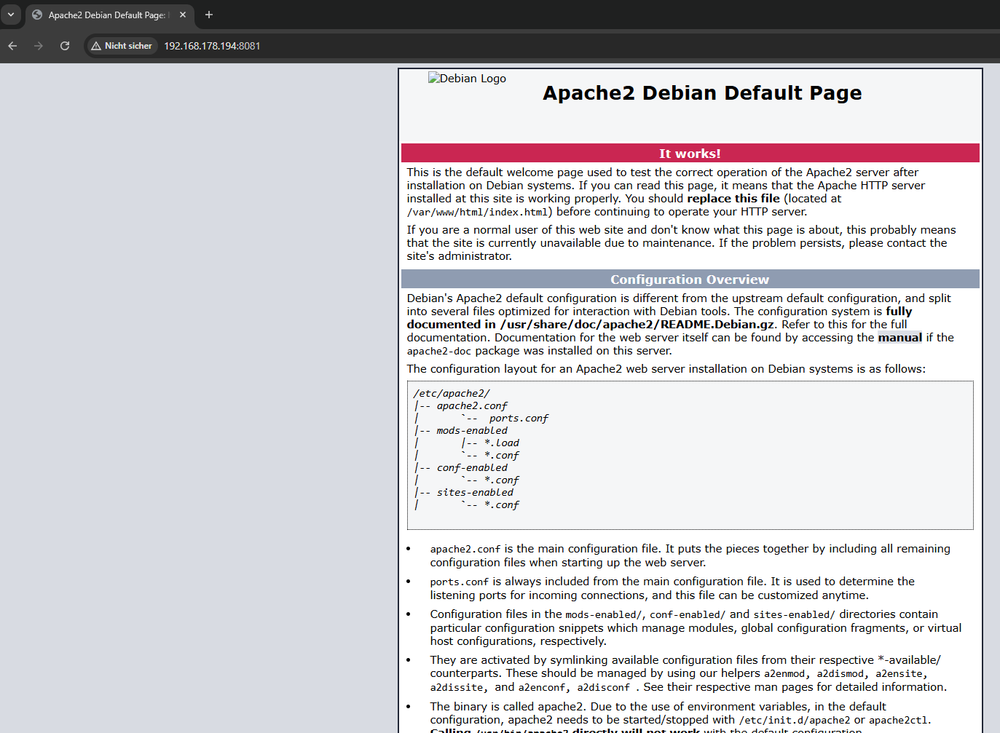 Apache2 Debian Default Page:
Nicht sicher
192.168.178.194:8081
Debian Logo
Apache2 Debian Default Page
It works!
This is the default welcome page used to test the correct operation of the Apache2 server after
installation on Debian systems. If you can read this page, it means that the Apache HTTP server
installed at this site is working properly. You should replace this file (located at
/var/www/html/index.html) before continuing to operate your HTTP server.
If you are a normal user of this web site and don't know what this page is about, this probably means
that the site is currently unavailable due to maintenance. If the problem persists, please contact the
site's administrator.
Configuration Overview
Debian's Apache2 default configuration is different from the upstream default configuration, and split
into several files optimized for interaction with Debian tools. The configuration system is fully
documented in /usr/share/doc/apache2/README.Debian.gz. Refer to this for the full
documentation. Documentation for the web server itself can be found by accessing the manual if the
apache2-doc package was installed on this server.
The configuration layout for an Apache2 web server installation on Debian systems is as follows:
/etc/apache2/
|-- apache2.conf
|       `--  ports.conf
|-- mods-enabled
|       |-- *.load
|       `-- *.conf
|-- conf-enabled
|       `-- *.conf
|-- sites-enabled
|       `-- *.conf
• apache2.conf is the main configuration file. It puts the pieces together by including all remaining
configuration files when starting up the web server.
• ports.conf is always included from the main configuration file. It is used to determine the
listening ports for incoming connections, and this file can be customized anytime.
• Configuration files in the mods-enabled/, conf-enabled/ and sites-enabled/ directories contain
particular configuration snippets which manage modules, global configuration fragments, or virtual
host configurations, respectively.
• They are activated by symlinking available configuration files from their respective *-available/
counterparts. These should be managed by using our helpers a2enmod, a2dismod, a2ensite,
a2dissite, and a2enconf, a2disconf . See their respective man pages for detailed information.
• The binary is called apache2. Due to the use of environment variables, in the default
configuration, apache2 needs to be started/stopped with /etc/init.d/apache2 or apache2ctl.
Calling /usr/bin/apache2 directly will not work with the default configuration.